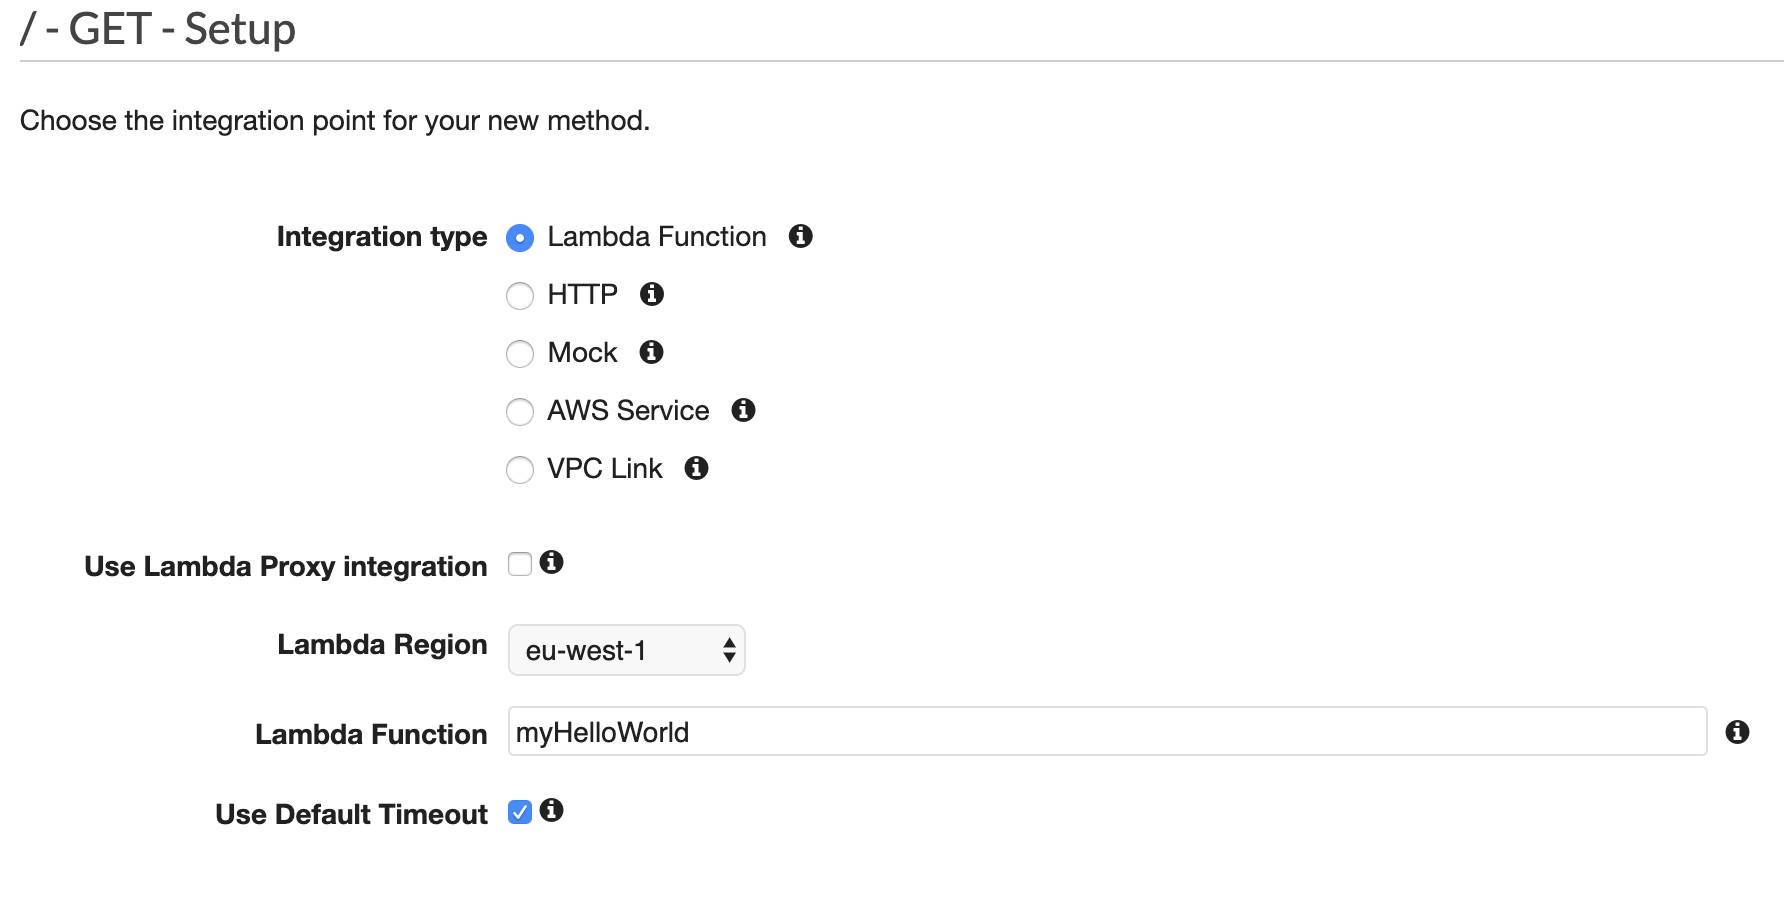 / - GET - Setup
Choose the integration point for your new method.
Integration type Lambda Function
HTTP
Mock
AWS Service
VPC Link
Use Lambda Proxy integration
Lambda Region eu-west-1
Lambda Function myHelloWorld
Use Default Timeout